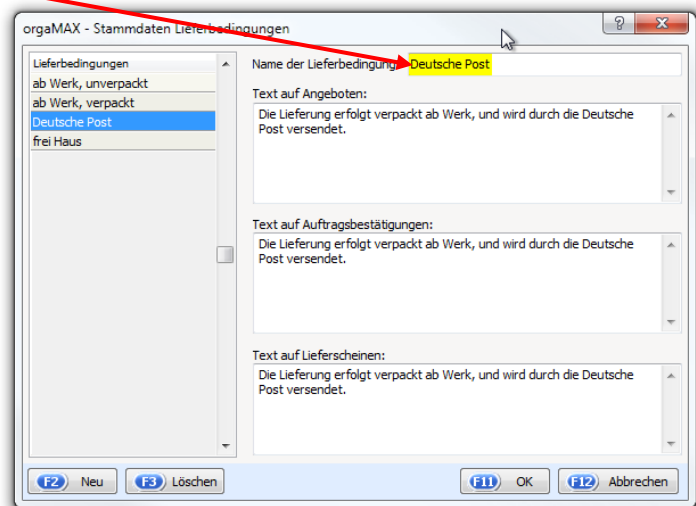 orgaMAX - Stammdaten Lieferbedingungen
Lieferbedingungen
ab Werk, unverpackt
ab Werk, verpackt
Deutsche Post
frei Haus
Name der Lieferbedingung: Deutsche Post
Text auf Angeboten:
Die Lieferung erfolgt verpackt ab Werk, und wird durch die Deutsche
Post versendet.
Text auf Auftragsbestätigungen:
Die Lieferung erfolgt verpackt ab Werk, und wird durch die Deutsche
Post versendet.
Text auf Lieferscheinen:
Die Lieferung erfolgt verpackt ab Werk, und wird durch die Deutsche
Post versendet.
F2 Neu F3 Löschen F11 OK F12 Abbrechen